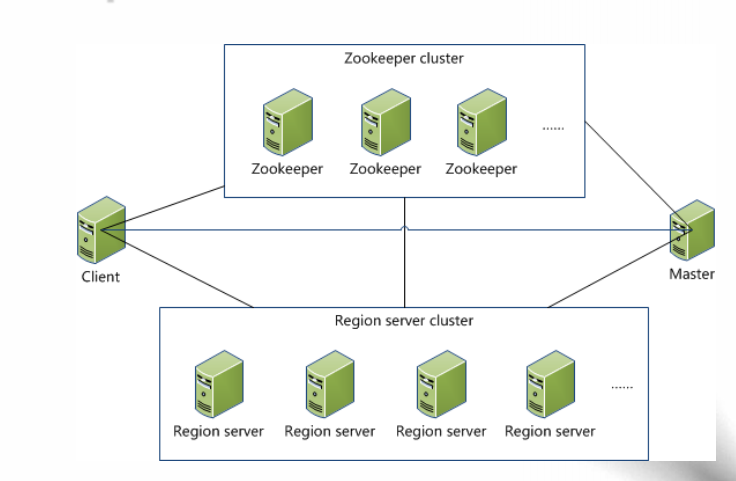 Zookeeper cluster
......
Zookeeper Zookeeper Zookeeper
Client
Master
Region server cluster
......
Region server Region server Region server Region server